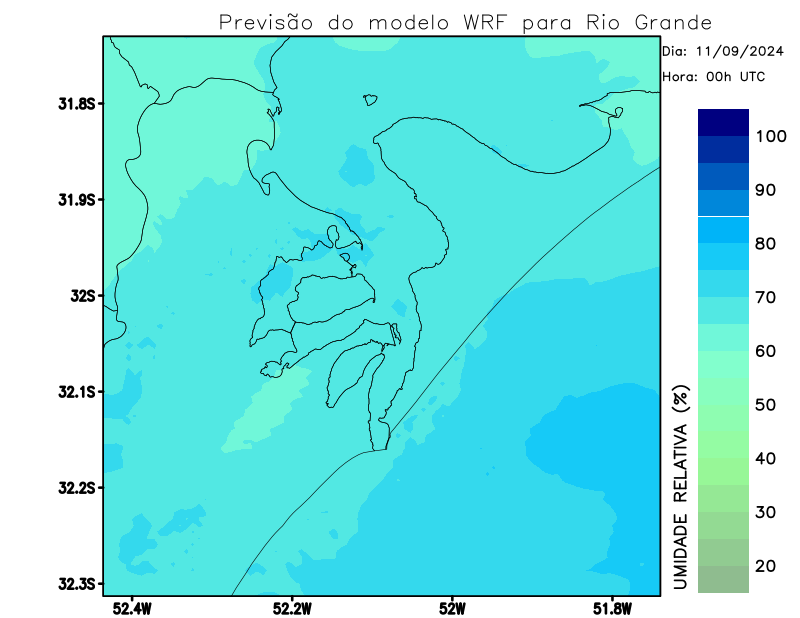 Previsão do modelo WRF para Rio Grande
Dia: 11/09/2024
Hora: 00h UTC
31.8S
31.9S
32S
32.1S
32.2S
32.3S
52.4W
52.2W
52W
51.8W
100
90
80
70
60
50
40
30
20
UMIDADE RELATIVA (%)